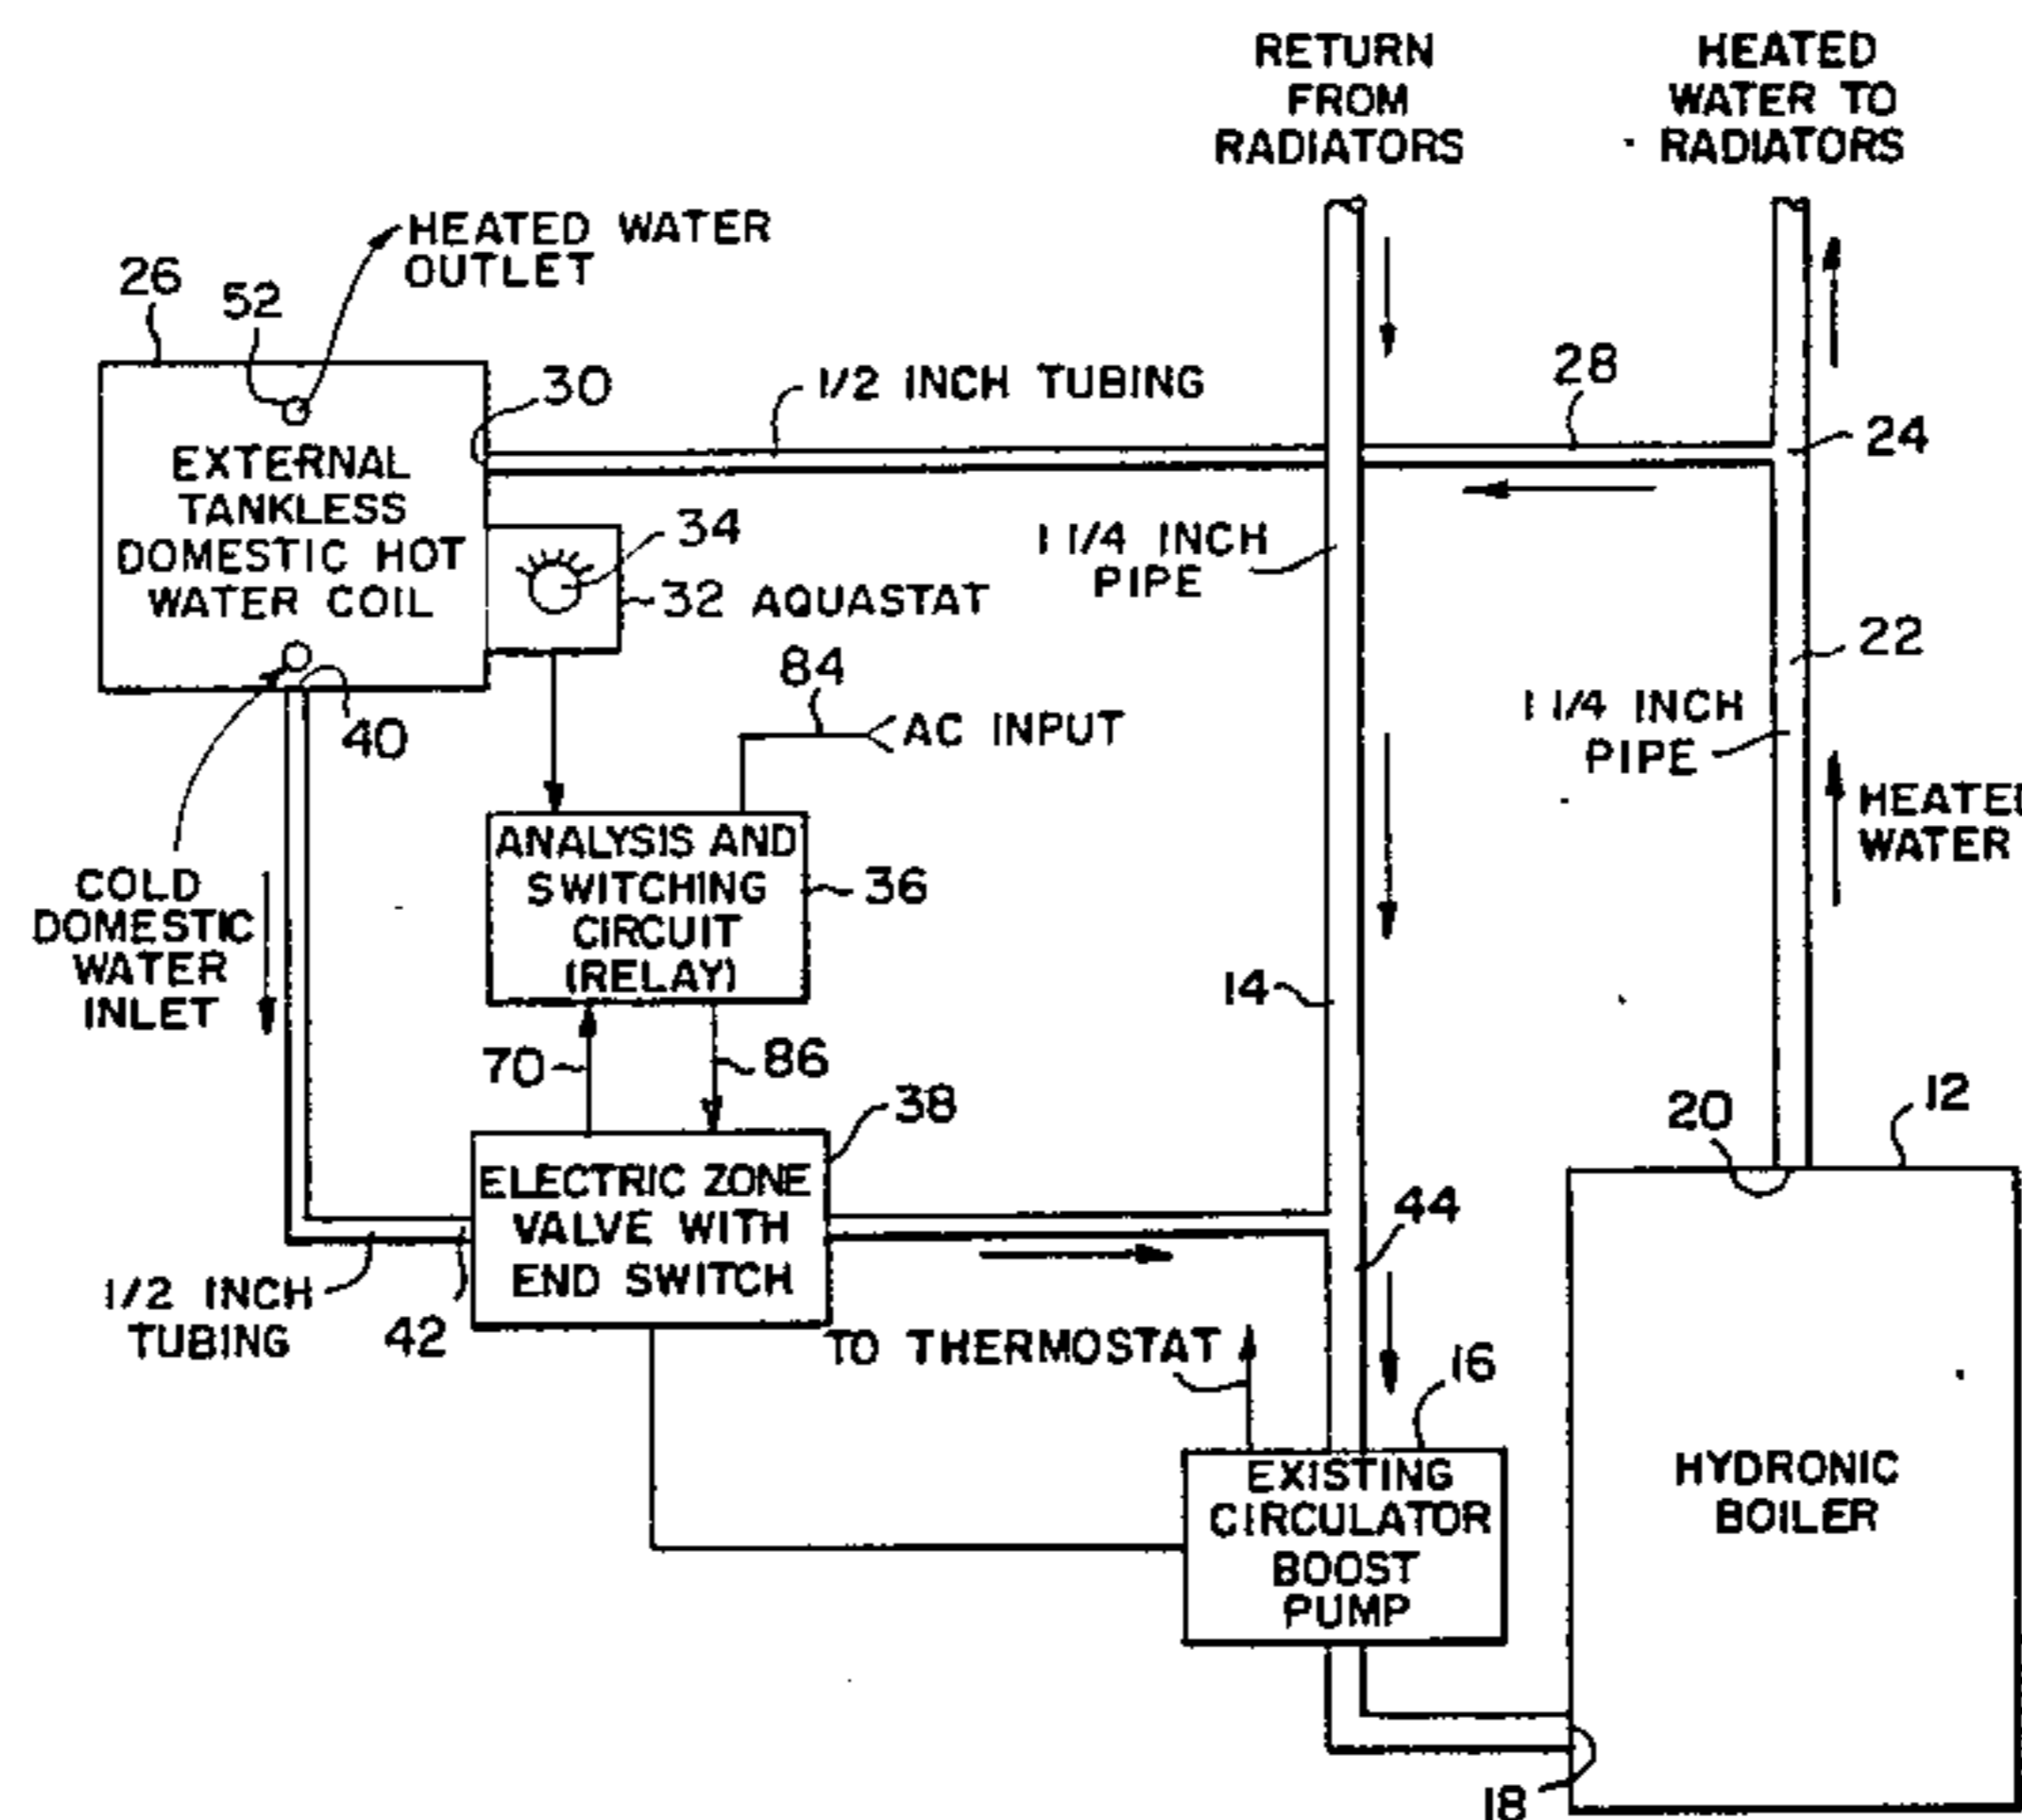 RETURN
FROM
RADIATORS
HEATED
WATER TO
RADIATORS
HEATED WATER
OUTLET
26
52
30
1/2 INCH TUBING
28
24
EXTERNAL
TANKLESS
DOMESTIC HOT
WATER COIL
34
32 AQUASTAT
1 1/4 INCH
PIPE
22
84
AC INPUT
40
1 1/4 INCH
PIPE
HEATED
WATER
COLD
DOMESTIC
WATER
INLET
ANALYSIS AND
SWITCHING
CIRCUIT
(RELAY)
36
14
70
86
38
20
12
ELECTRIC ZONE
VALVE WITH
END SWITCH
44
1/2 INCH
TUBING
42
TO THERMOSTAT
16
EXISTING
CIRCULATOR
BOOST
PUMP
HYDRONIC
BOILER
18